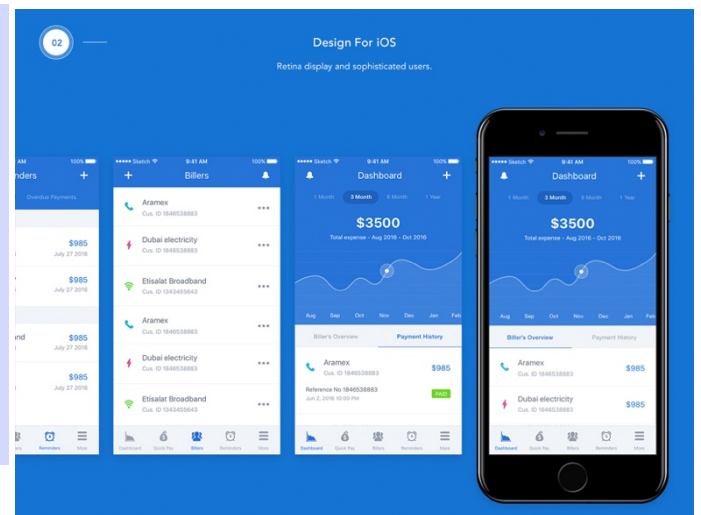 02
Design For iOS
Retina display and sophisticated users.
AM 100%
nders +
Overdue Payments
$985
July 27 2016
$985
July 27 2016
and $985
July 27 2016
$985
July 27 2016
Reminders More
Sketch 9:41 AM 100%
+ Billers
Aramex
Cus. ID 1846538883
Dubai electricity
Cus. ID 1846538883
Etisalat Broadband
Cus. ID 1343455643
Aramex
Cus. ID 1846538883
Dubai electricity
Cus. ID 1846538883
Etisalat Broadband
Cus. ID 1343455643
Dashboard Quick Pay Billers Reminders More
Sketch 9:41 AM 100%
Dashboard +
1 Month 3 Month 6 Month 1 Year
$3500
Total expense - Aug 2016 - Oct 2016
Aug Sep Oct Nov Dec Jan Feb
Biller's Overview Payment History
Aramex
Cus. ID 1846538883
$985
Reference No 1846538883
Jun 2, 2016 10:00 PM
PAID
Dashboard Quick Pay Billers Reminders More
Sketch 9:41 AM 100%
Dashboard +
1 Month 3 Month 6 Month 1 Year
$3500
Total expense - Aug 2016 - Oct 2016
Aug Sep Oct Nov Dec Jan Feb
Biller's Overview Payment History
Aramex
Cus. ID 1846538883
$985
Dubai electricity
Cus. ID 1846538883
$985
Dashboard Quick Pay Billers Reminders More